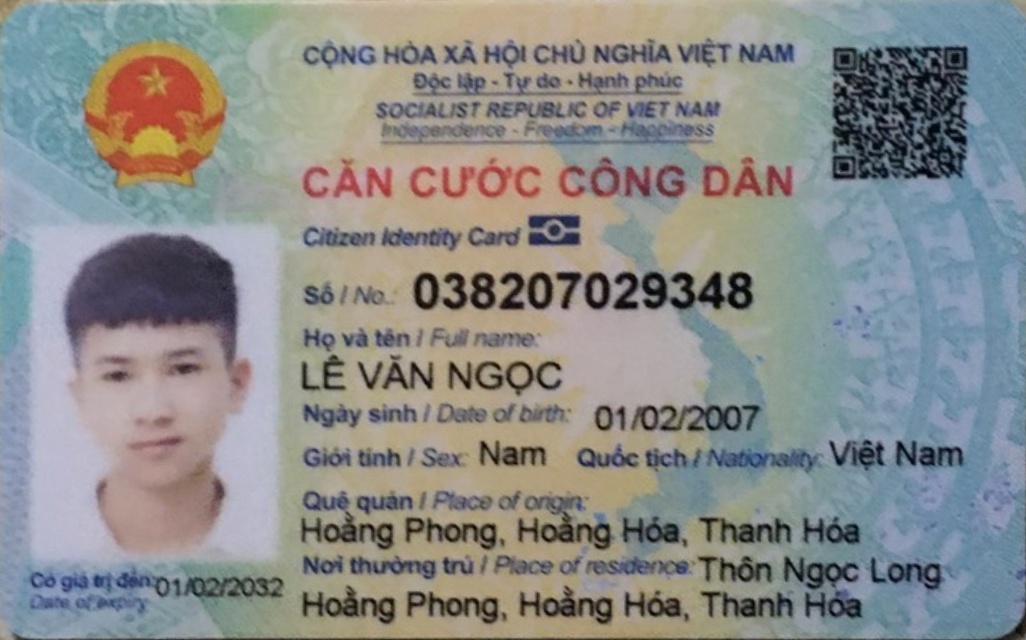 CỘNG HÒA XÃ HỘI CHỦ NGHĨA VIỆT NAM
Độc lập - Tự do - Hạnh phúc
SOCIALIST REPUBLIC OF VIET NAM
Independence - Freedom - Happiness
CĂN CƯỚC CÔNG DÂN
Citizen Identity Card
Số / No.: 038207029348
Họ và tên / Full name:
LÊ VĂN NGỌC
Ngày sinh / Date of birth: 01/02/2007
Giới tính / Sex: Nam Quốc tịch / Nationality: Việt Nam
Quê quán / Place of origin:
Hoằng Phong, Hoằng Hóa, Thanh Hóa
Nơi thường trú / Place of residence: Thôn Ngọc Long
Hoằng Phong, Hoằng Hóa, Thanh Hóa
Có giá trị đến: 01/02/2032
Date of expiry